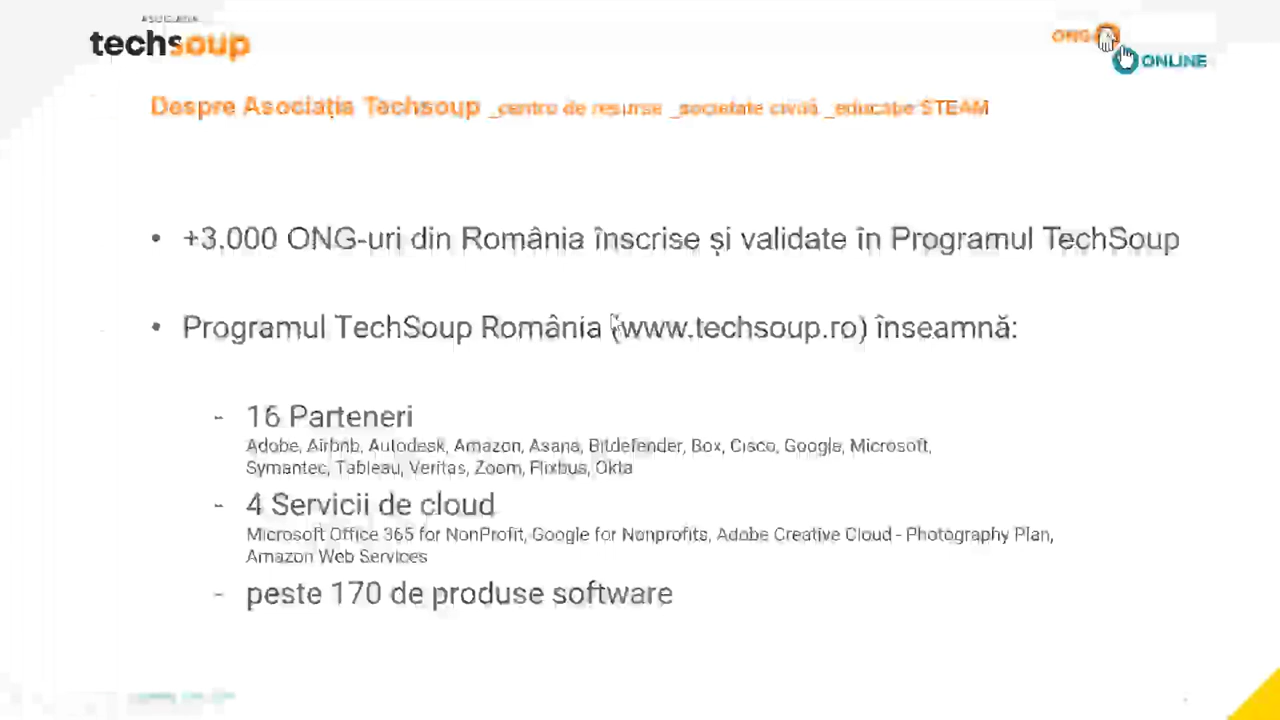 ASOCIAȚIA
techsoup
ONG
ONLINE
Despre Asociația Techsoup _centru de resurse _societate civilă _educație STEAM
• +3.000 ONG-uri din România înscrise și validate în Programul TechSoup
• Programul TechSoup România (www.techsoup.ro) înseamnă:
- 16 Parteneri
Adobe, Airbnb, Autodesk, Amazon, Asana, Bitdefender, Box, Cisco, Google, Microsoft,
Symantec, Tableau, Veritas, Zoom, Flixbus, Okta
- 4 Servicii de cloud
Microsoft Office 365 for NonProfit, Google for Nonprofits, Adobe Creative Cloud - Photography Plan,
Amazon Web Services
- peste 170 de produse software